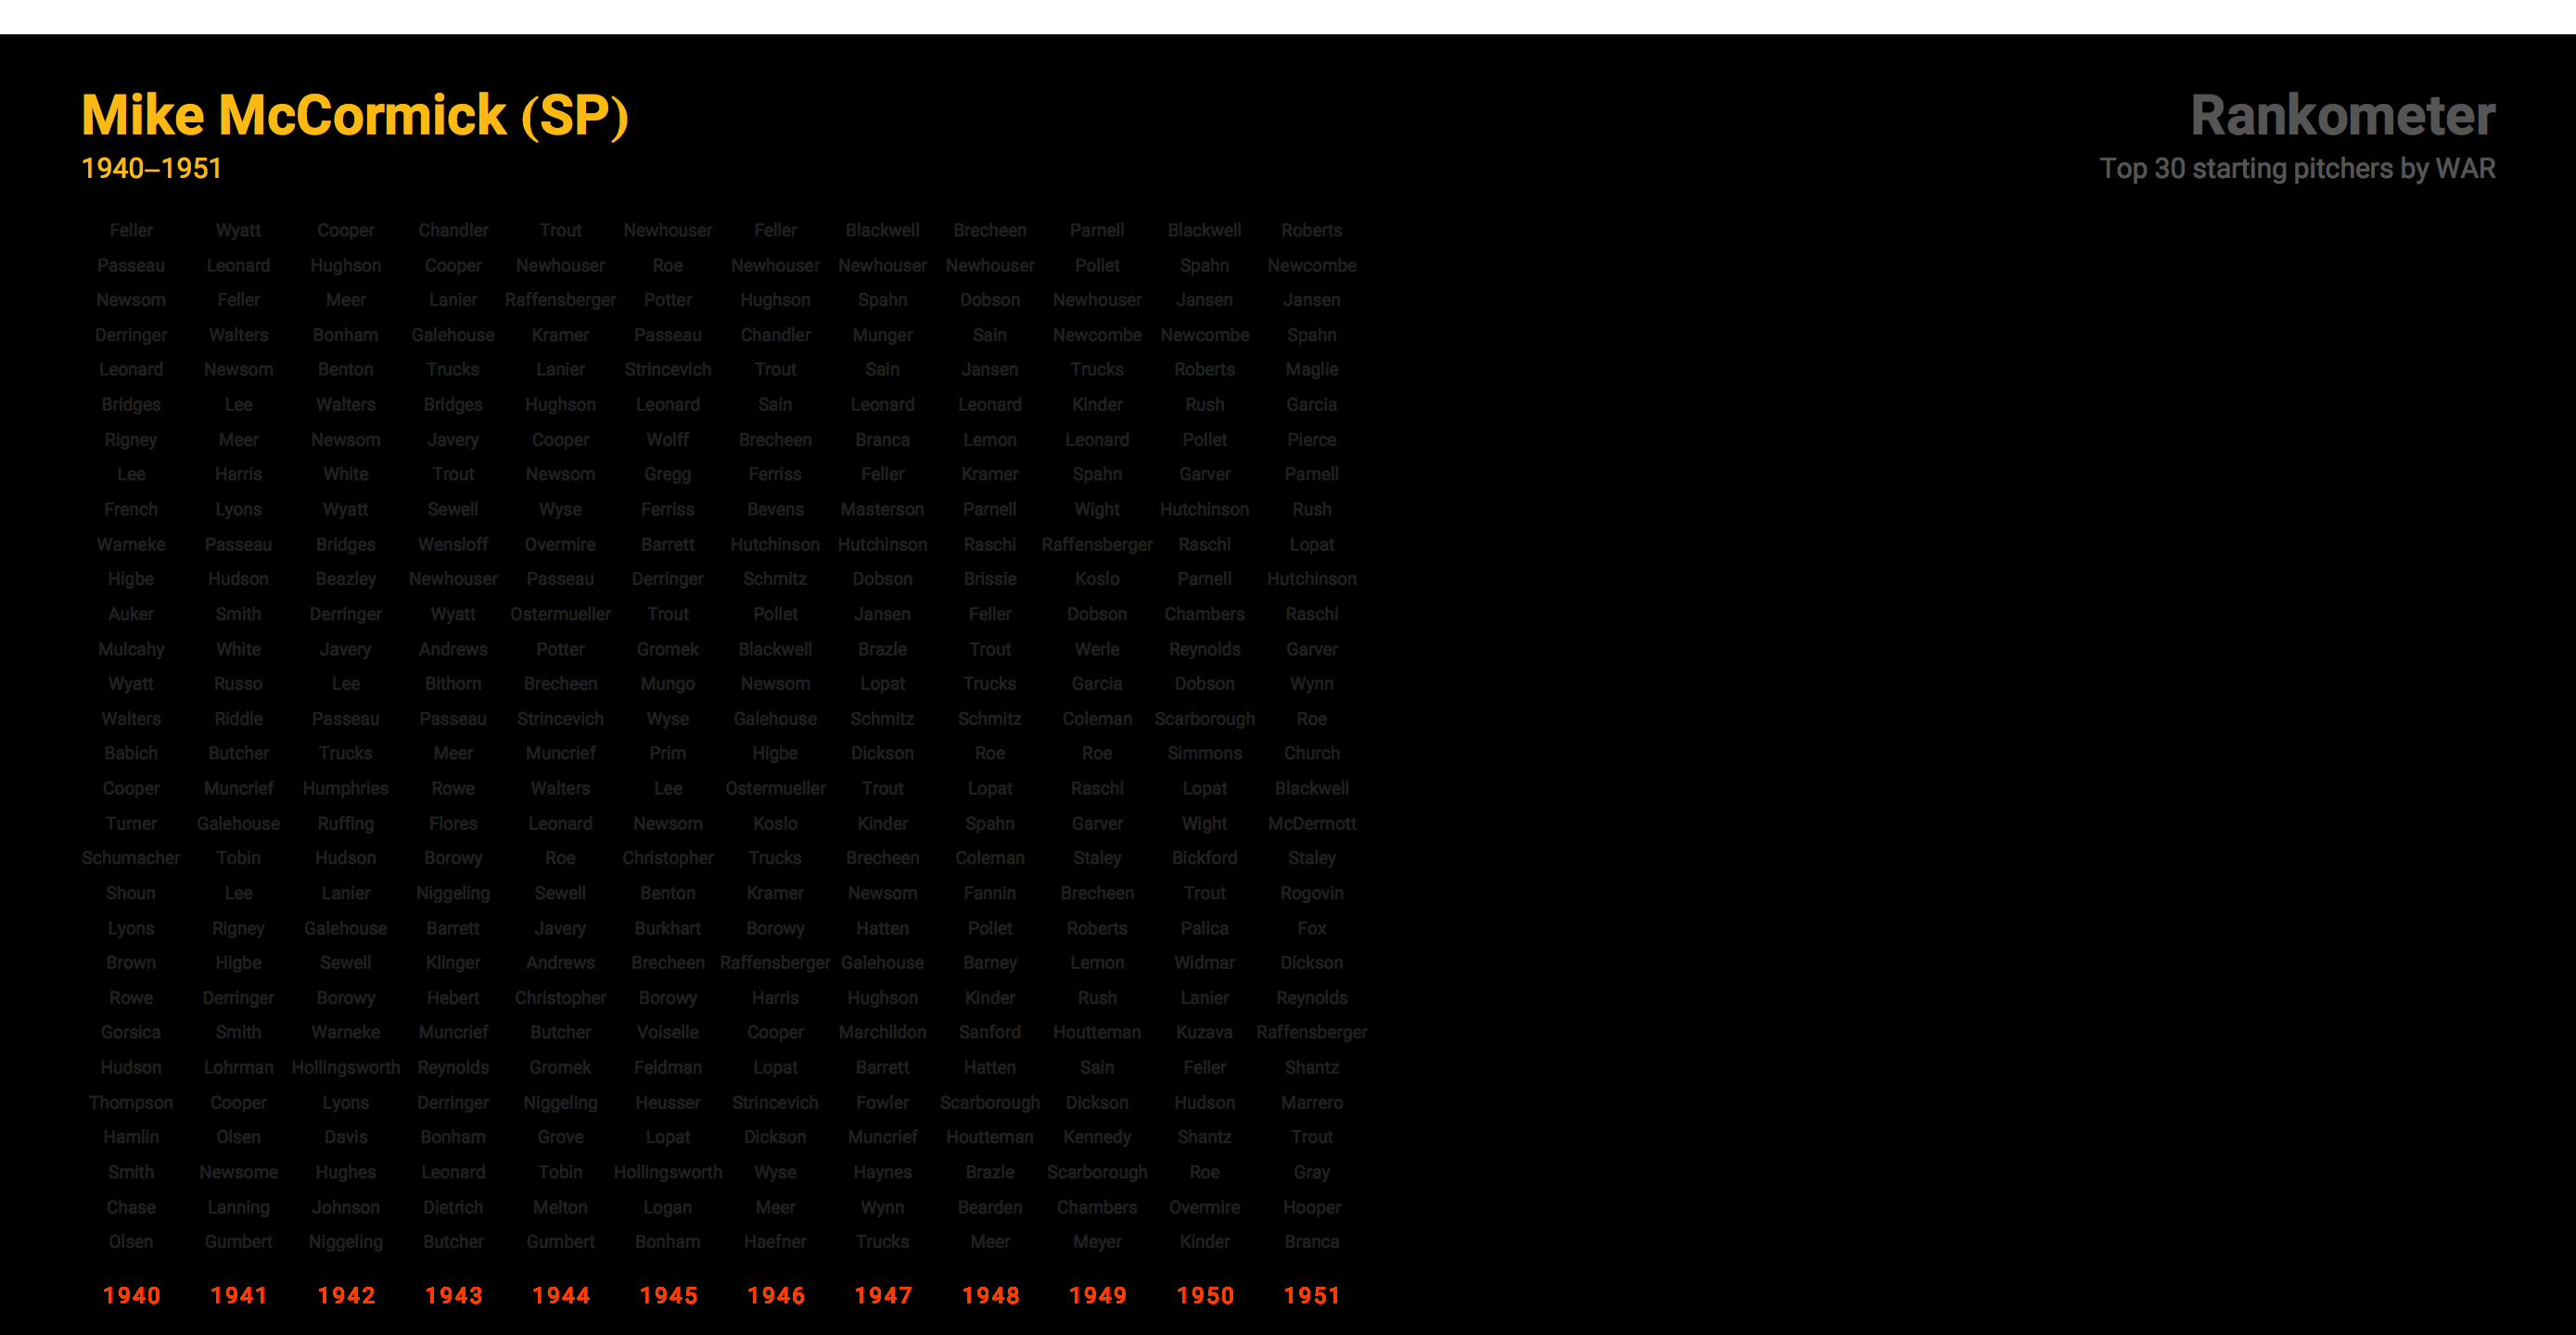 Mike McCormick (SP)
1940–1951
Rankometer
Top 30 starting pitchers by WAR
Feller Wyatt Cooper Chandler Trout Newhouser Feller Blackwell Brecheen Parnell Blackwell Roberts
Passeau Leonard Hughson Cooper Newhouser Roe Newhouser Newhouser Newhouser Pollet Spahn Newcombe
Newsom Feller Meer Lanier Raffensberger Potter Hughson Spahn Dobson Newhouser Jansen Jansen
Derringer Walters Bonham Galehouse Kramer Passeau Chandler Munger Sain Newcombe Newcombe Spahn
Leonard Newsom Benton Trucks Lanier Strincevich Trout Sain Jansen Trucks Roberts Maglie
Bridges Lee Walters Bridges Hughson Leonard Sain Leonard Leonard Kinder Rush Garcia
Rigney Meer Newsom Javery Cooper Wolff Brecheen Branca Lemon Leonard Pollet Pierce
Lee Harris White Trout Newsom Gregg Ferriss Feller Kramer Spahn Garver Parnell
French Lyons Wyatt Sewell Wyse Ferriss Bevens Masterson Parnell Wight Hutchinson Rush
Warneke Passeau Bridges Wensloff Overmire Barrett Hutchinson Hutchinson Raschi Raffensberger Raschi Lopat
Higbe Hudson Beazley Newhouser Passeau Derringer Schmitz Dobson Brissie Koslo Parnell Hutchinson
Auker Smith Derringer Wyatt Ostermueller Trout Pollet Jansen Feller Dobson Chambers Raschi
Mulcahy White Javery Andrews Potter Gromek Blackwell Brazle Trout Werle Reynolds Garver
Wyatt Russo Lee Bithorn Brecheen Mungo Newsom Lopat Trucks Garcia Dobson Wynn
Walters Riddle Passeau Passeau Strincevich Wyse Galehouse Schmitz Schmitz Coleman Scarborough Roe
Babich Butcher Trucks Meer Muncrief Prim Higbe Dickson Roe Roe Simmons Church
Cooper Muncrief Humphries Rowe Walters Lee Ostermueller Trout Lopat Raschi Lopat Blackwell
Turner Galehouse Ruffing Flores Leonard Newsom Koslo Kinder Spahn Garver Wight McDermott
Schumacher Tobin Hudson Borowy Roe Christopher Trucks Brecheen Coleman Staley Bickford Staley
Shoun Lee Lanier Niggeling Sewell Benton Kramer Newsom Fannin Brecheen Trout Rogovin
Lyons Rigney Galehouse Barrett Javery Burkhart Borowy Hatten Pollet Roberts Palica Fox
Brown Higbe Sewell Klinger Andrews Brecheen Raffensberger Galehouse Barney Lemon Widmar Dickson
Rowe Derringer Borowy Hebert Christopher Borowy Harris Hughson Kinder Rush Lanier Reynolds
Gorsica Smith Warneke Muncrief Butcher Voiselle Cooper Marchildon Sanford Houtteman Kuzava Raffensberger
Hudson Lohrman Hollingsworth Reynolds Gromek Feldman Lopat Barrett Hatten Sain Feller Shantz
Thompson Cooper Lyons Derringer Niggeling Heusser Strincevich Fowler Scarborough Dickson Hudson Marrero
Hamlin Olsen Davis Bonham Grove Lopat Dickson Muncrief Houtteman Kennedy Shantz Trout
Smith Newsome Hughes Leonard Tobin Hollingsworth Wyse Haynes Brazle Scarborough Roe Gray
Chase Lanning Johnson Dietrich Melton Logan Meer Wynn Bearden Chambers Overmire Hooper
Olsen Gumbert Niggeling Butcher Gumbert Bonham Haefner Trucks Meer Meyer Kinder Branca
1940 1941 1942 1943 1944 1945 1946 1947 1948 1949 1950 1951